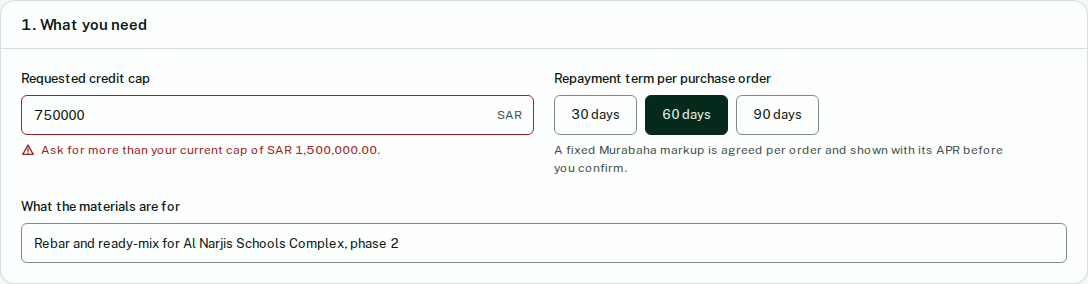 1. What you need
Requested credit cap
750000 SAR
Ask for more than your current cap of SAR 1,500,000.00.
Repayment term per purchase order
30 days 60 days 90 days
A fixed Murabaha markup is agreed per order and shown with its APR before
you confirm.
What the materials are for
Rebar and ready-mix for Al Narjis Schools Complex, phase 2